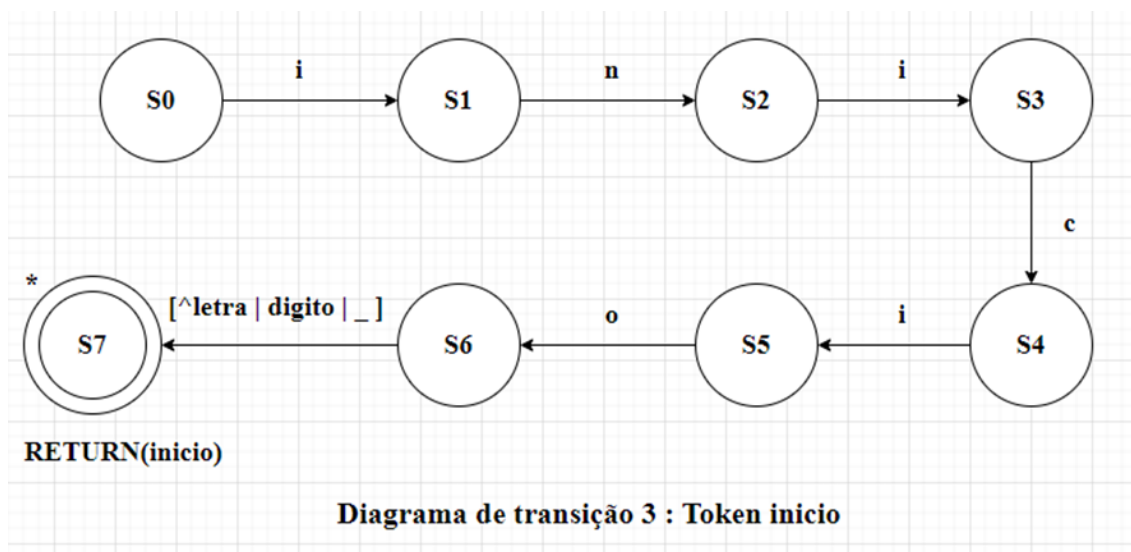 i n i
S0 S1 S2 S3
c
*
[^letra | digito | _ ] o i
S7 S6 S5 S4
RETURN(inicio)
Diagrama de transição 3 : Token inicio